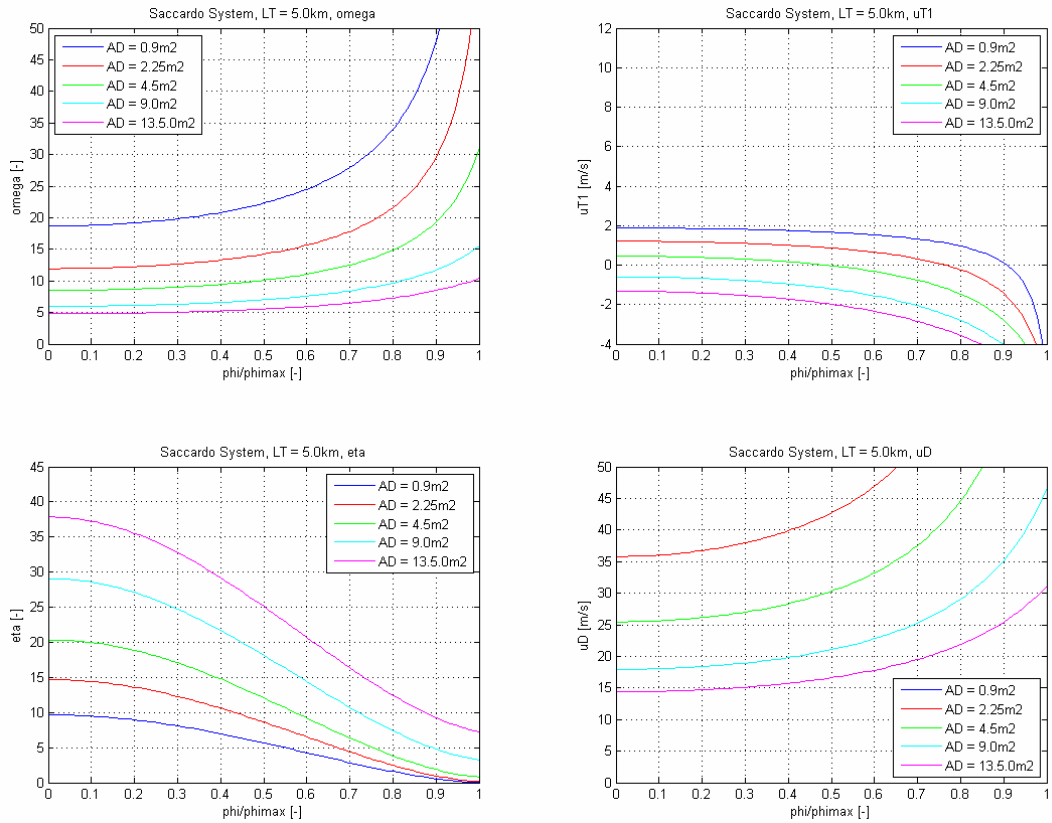 Saccardo System, LT = 5.0km, omega
50
45
40
35
30
25
20
15
10
5
0
omega [-]
AD = 0.9m2
AD = 2.25m2
AD = 4.5m2
AD = 9.0m2
AD = 13.5.0m2
0 0.1 0.2 0.3 0.4 0.5 0.6 0.7 0.8 0.9 1
phi/phimax [-]
Saccardo System, LT = 5.0km, uT1
12
10
8
6
4
2
0
-2
-4
uT1 [m/s]
AD = 0.9m2
AD = 2.25m2
AD = 4.5m2
AD = 9.0m2
AD = 13.5.0m2
0 0.1 0.2 0.3 0.4 0.5 0.6 0.7 0.8 0.9 1
phi/phimax [-]
Saccardo System, LT = 5.0km, eta
45
40
35
30
25
20
15
10
5
0
eta [-]
AD = 0.9m2
AD = 2.25m2
AD = 4.5m2
AD = 9.0m2
AD = 13.5.0m2
0 0.1 0.2 0.3 0.4 0.5 0.6 0.7 0.8 0.9 1
phi/phimax [-]
Saccardo System, LT = 5.0km, uD
50
45
40
35
30
25
20
15
10
5
0
uD [m/s]
AD = 0.9m2
AD = 2.25m2
AD = 4.5m2
AD = 9.0m2
AD = 13.5.0m2
0 0.1 0.2 0.3 0.4 0.5 0.6 0.7 0.8 0.9 1
phi/phimax [-]